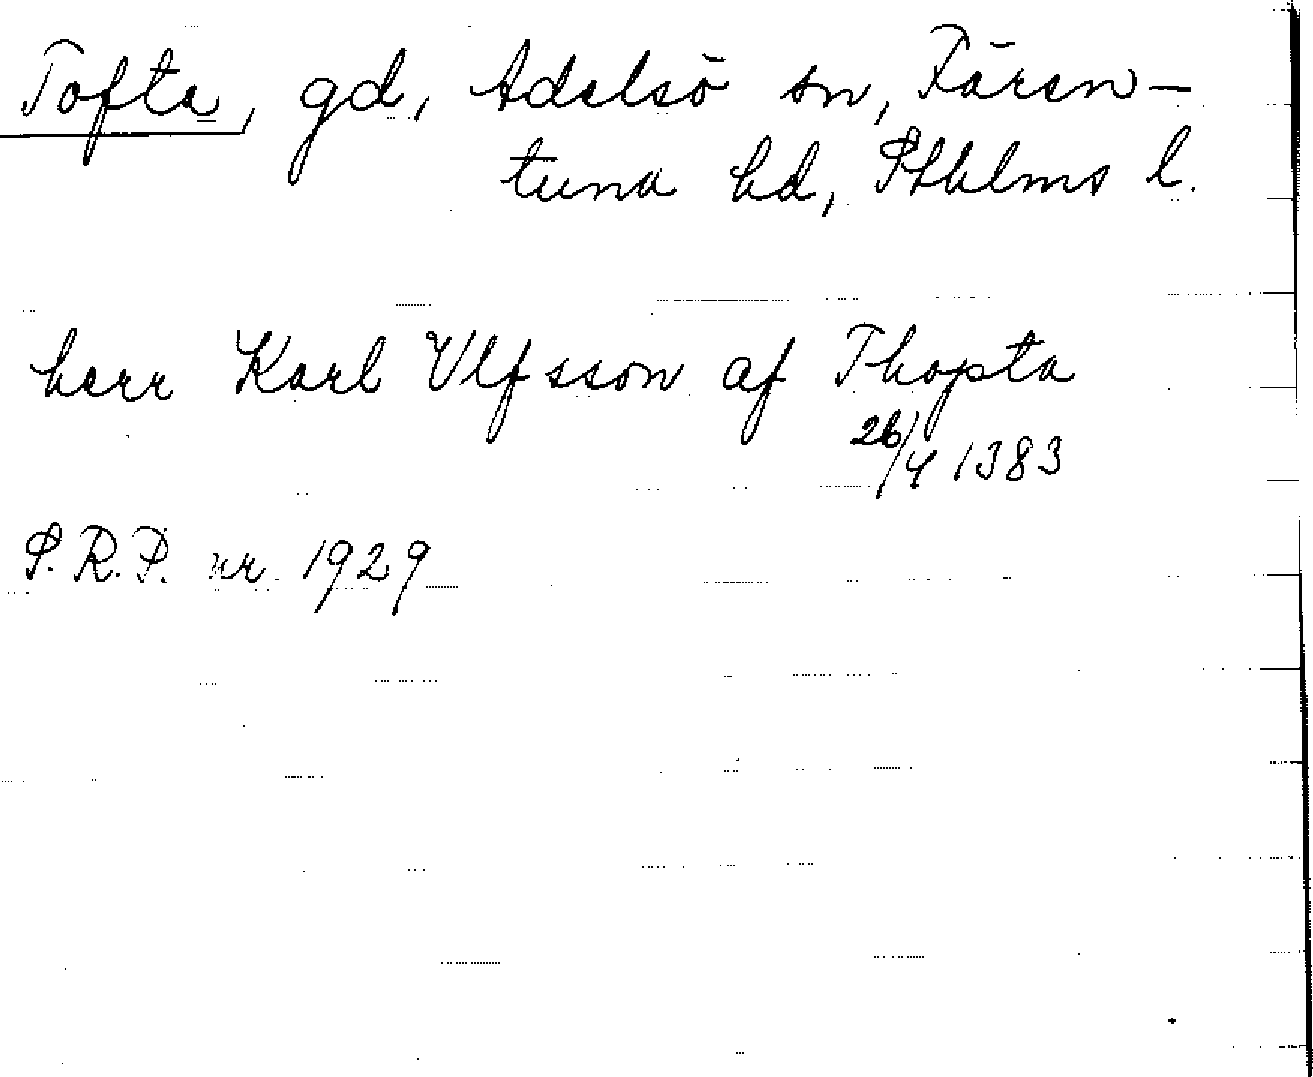 Tofta, gd, Adelsö sn, Fären-
tuna hd, Sthlms l.
herr Karl Ulfsson af Thopta
26/4 1383
S.R.P. nr 1929